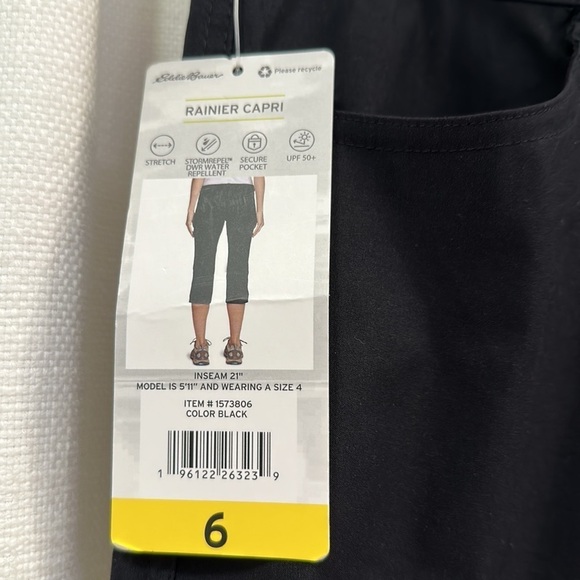 Eddie Bauer
Please recycle
RAINIER CAPRI
STRETCH
STORMREPEL™
DWR WATER
REPELLENT
SECURE
POCKET
UPF 50+
INSEAM 21"
MODEL IS 5'11" AND WEARING A SIZE 4
ITEM # 1573806
COLOR BLACK
1 96122 26323 9
6